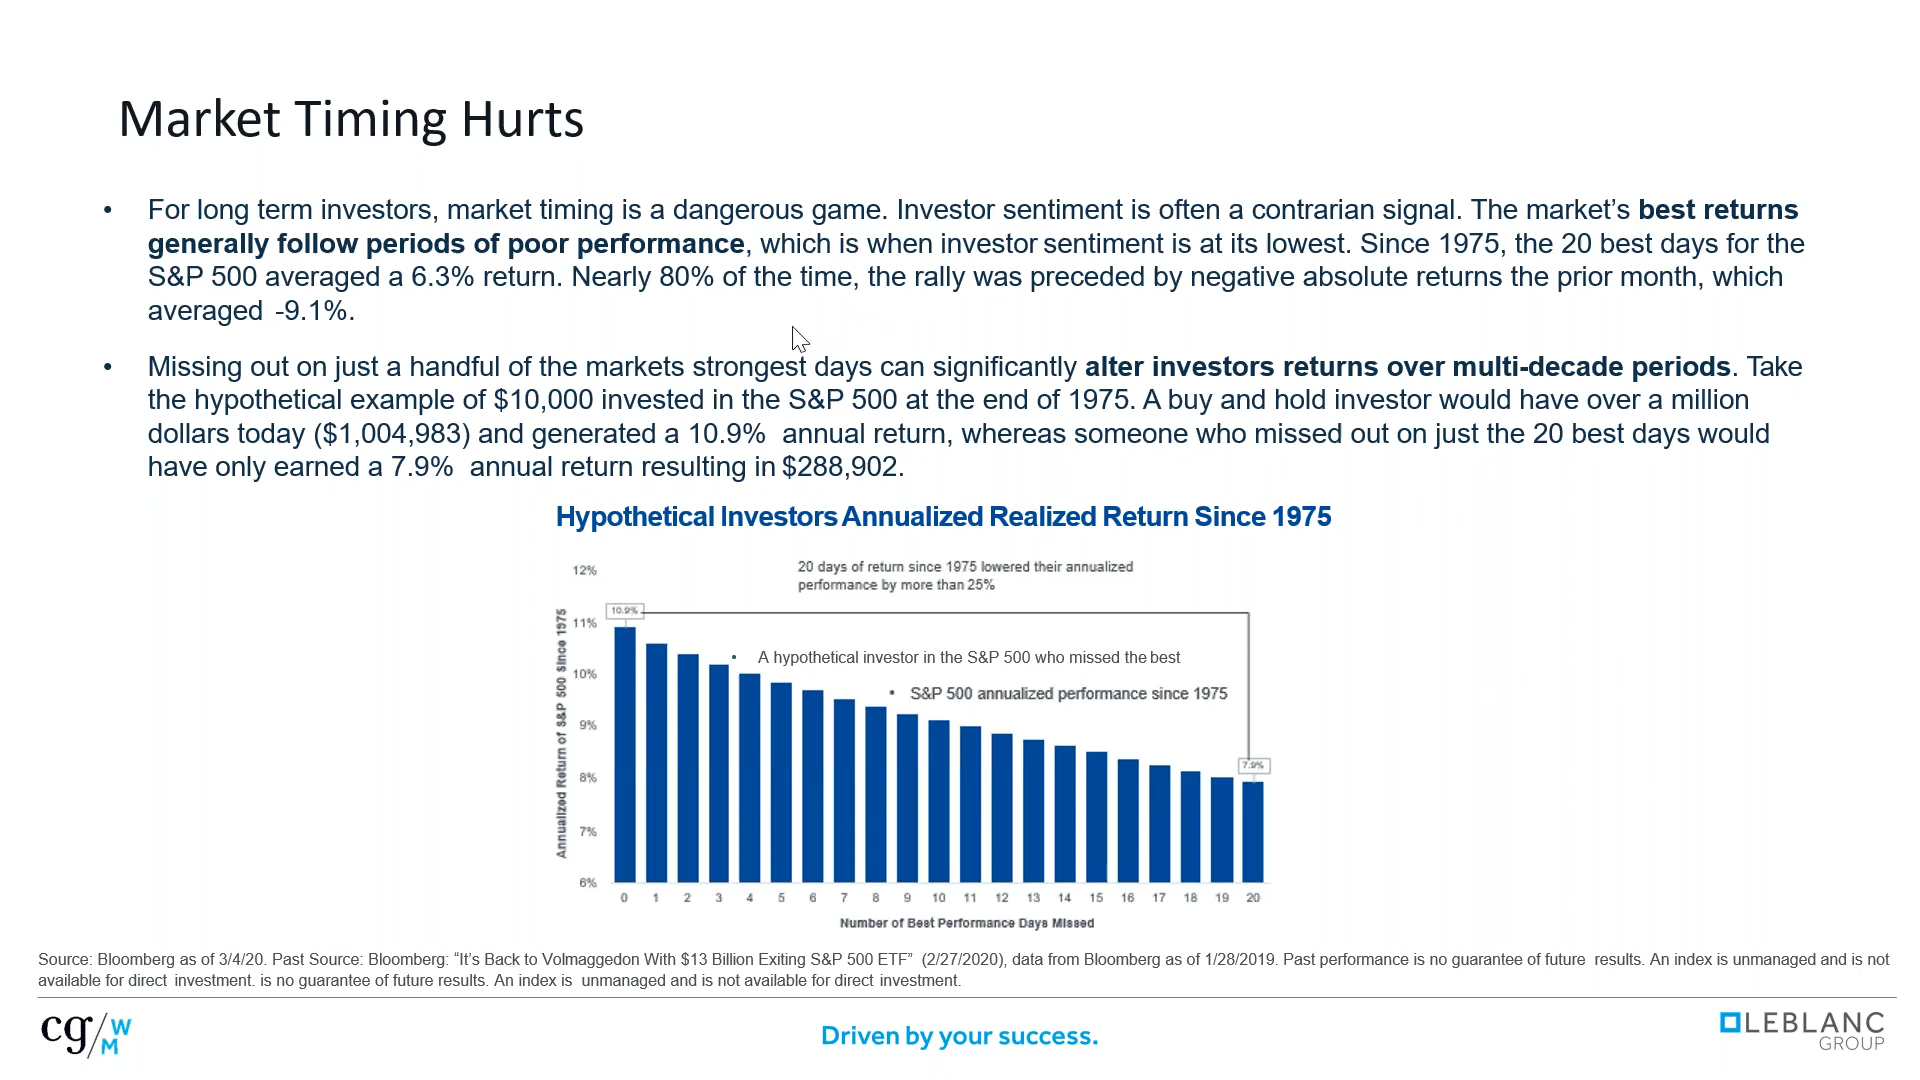 Market Timing Hurts
• For long term investors, market timing is a dangerous game. Investor sentiment is often a contrarian signal. The market’s best returns
generally follow periods of poor performance, which is when investor sentiment is at its lowest. Since 1975, the 20 best days for the
S&P 500 averaged a 6.3% return. Nearly 80% of the time, the rally was preceded by negative absolute returns the prior month, which
averaged -9.1%.
• Missing out on just a handful of the markets strongest days can significantly alter investors returns over multi-decade periods. Take
the hypothetical example of $10,000 invested in the S&P 500 at the end of 1975. A buy and hold investor would have over a million
dollars today ($1,004,983) and generated a 10.9% annual return, whereas someone who missed out on just the 20 best days would
have only earned a 7.9% annual return resulting in $288,902.
Hypothetical Investors Annualized Realized Return Since 1975
20 days of return since 1975 lowered their annualized
performance by more than 25%
• A hypothetical investor in the S&P 500 who missed the best
• S&P 500 annualized performance since 1975
Annualized Return of S&P 500 Since 1975
12%
11%
10%
9%
8%
7%
6%
10.9%
7.9%
0 1 2 3 4 5 6 7 8 9 10 11 12 13 14 15 16 17 18 19 20
Number of Best Performance Days Missed
Source: Bloomberg as of 3/4/20. Past Source: Bloomberg: “It’s Back to Volmaggedon With $13 Billion Exiting S&P 500 ETF” (2/27/2020), data from Bloomberg as of 1/28/2019. Past performance is no guarantee of future results. An index is unmanaged and is not
available for direct investment. is no guarantee of future results. An index is unmanaged and is not available for direct investment.
cg/WM
Driven by your success.
LEBLANC
GROUP